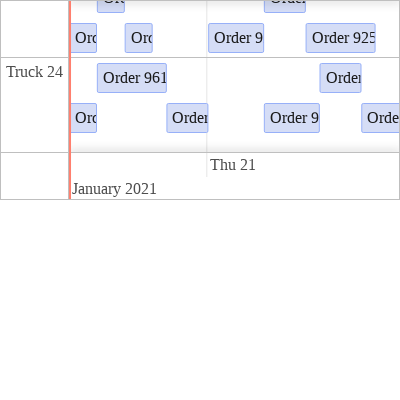 Orc
Order
Orc
Orc
Order 9
Order 925
Truck 24
Order 961
Order
Orc
Order
Order 9
Orde
Thu 21
January 2021